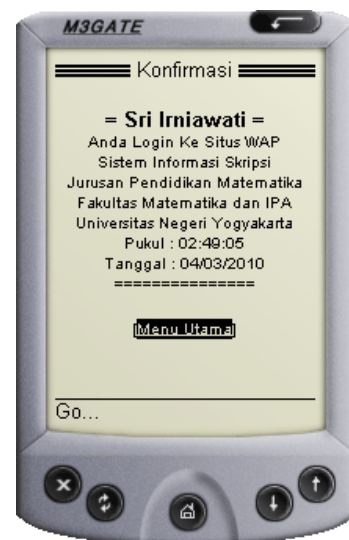 M3GATE
Konfirmasi
= Sri Irniawati =
Anda Login Ke Situs WAP
Sistem Informasi Skripsi
Jurusan Pendidikan Matematika
Fakultas Matematika dan IPA
Universitas Negeri Yogyakarta
Pukul : 02:49:05
Tanggal : 04/03/2010
===============
[Menu Utama]
Go...